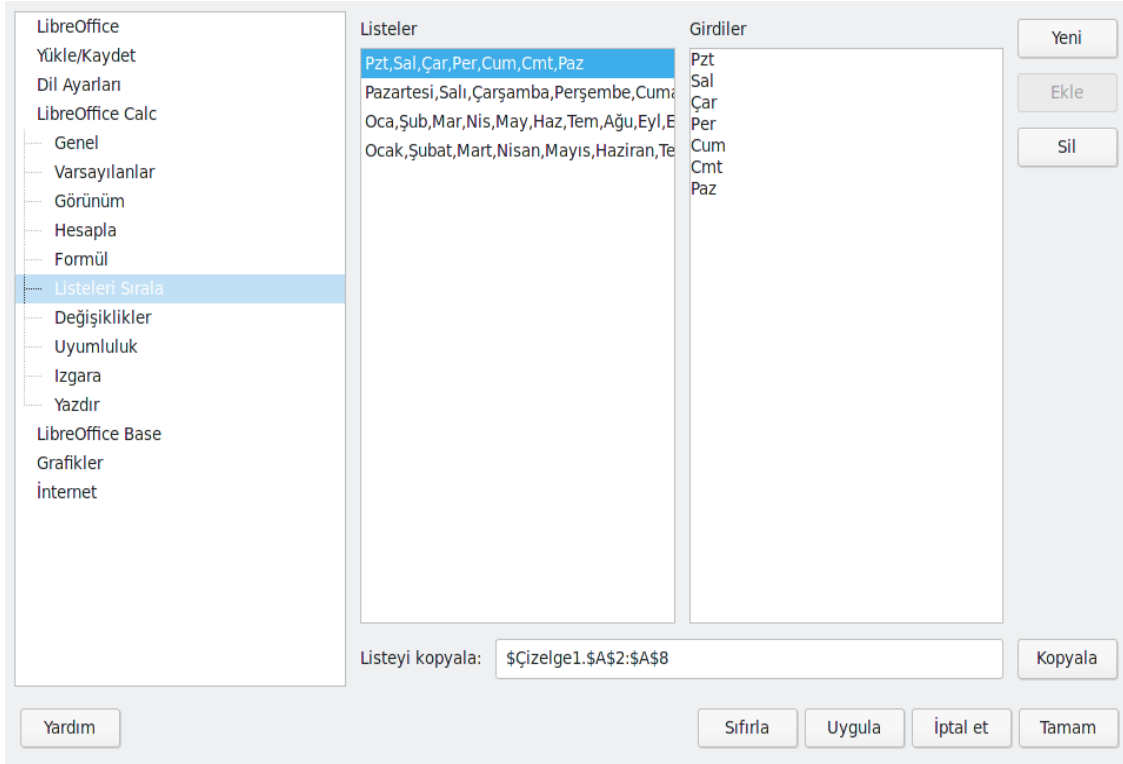 LibreOffice
Yükle/Kaydet
Dil Ayarları
LibreOffice Calc
Genel
Varsayılanlar
Görünüm
Hesapla
Formül
Listeleri Sırala
Değişiklikler
Uyumluluk
Izgara
Yazdır
LibreOffice Base
Grafikler
İnternet
Listeler
Pzt,Sal,Çar,Per,Cum,Cmt,Paz
Pazartesi,Salı,Çarşamba,Perşembe,Cuma
Oca,Şub,Mar,Nis,May,Haz,Tem,Ağu,Eyl,E
Ocak,Şubat,Mart,Nisan,Mayıs,Haziran,Te
Girdiler
Pzt
Sal
Çar
Per
Cum
Cmt
Paz
Yeni
Ekle
Sil
Listeyi kopyala: $Çizelge1.$A$2:$A$8 Kopyala
Yardım Sıfırla Uygula İptal et Tamam